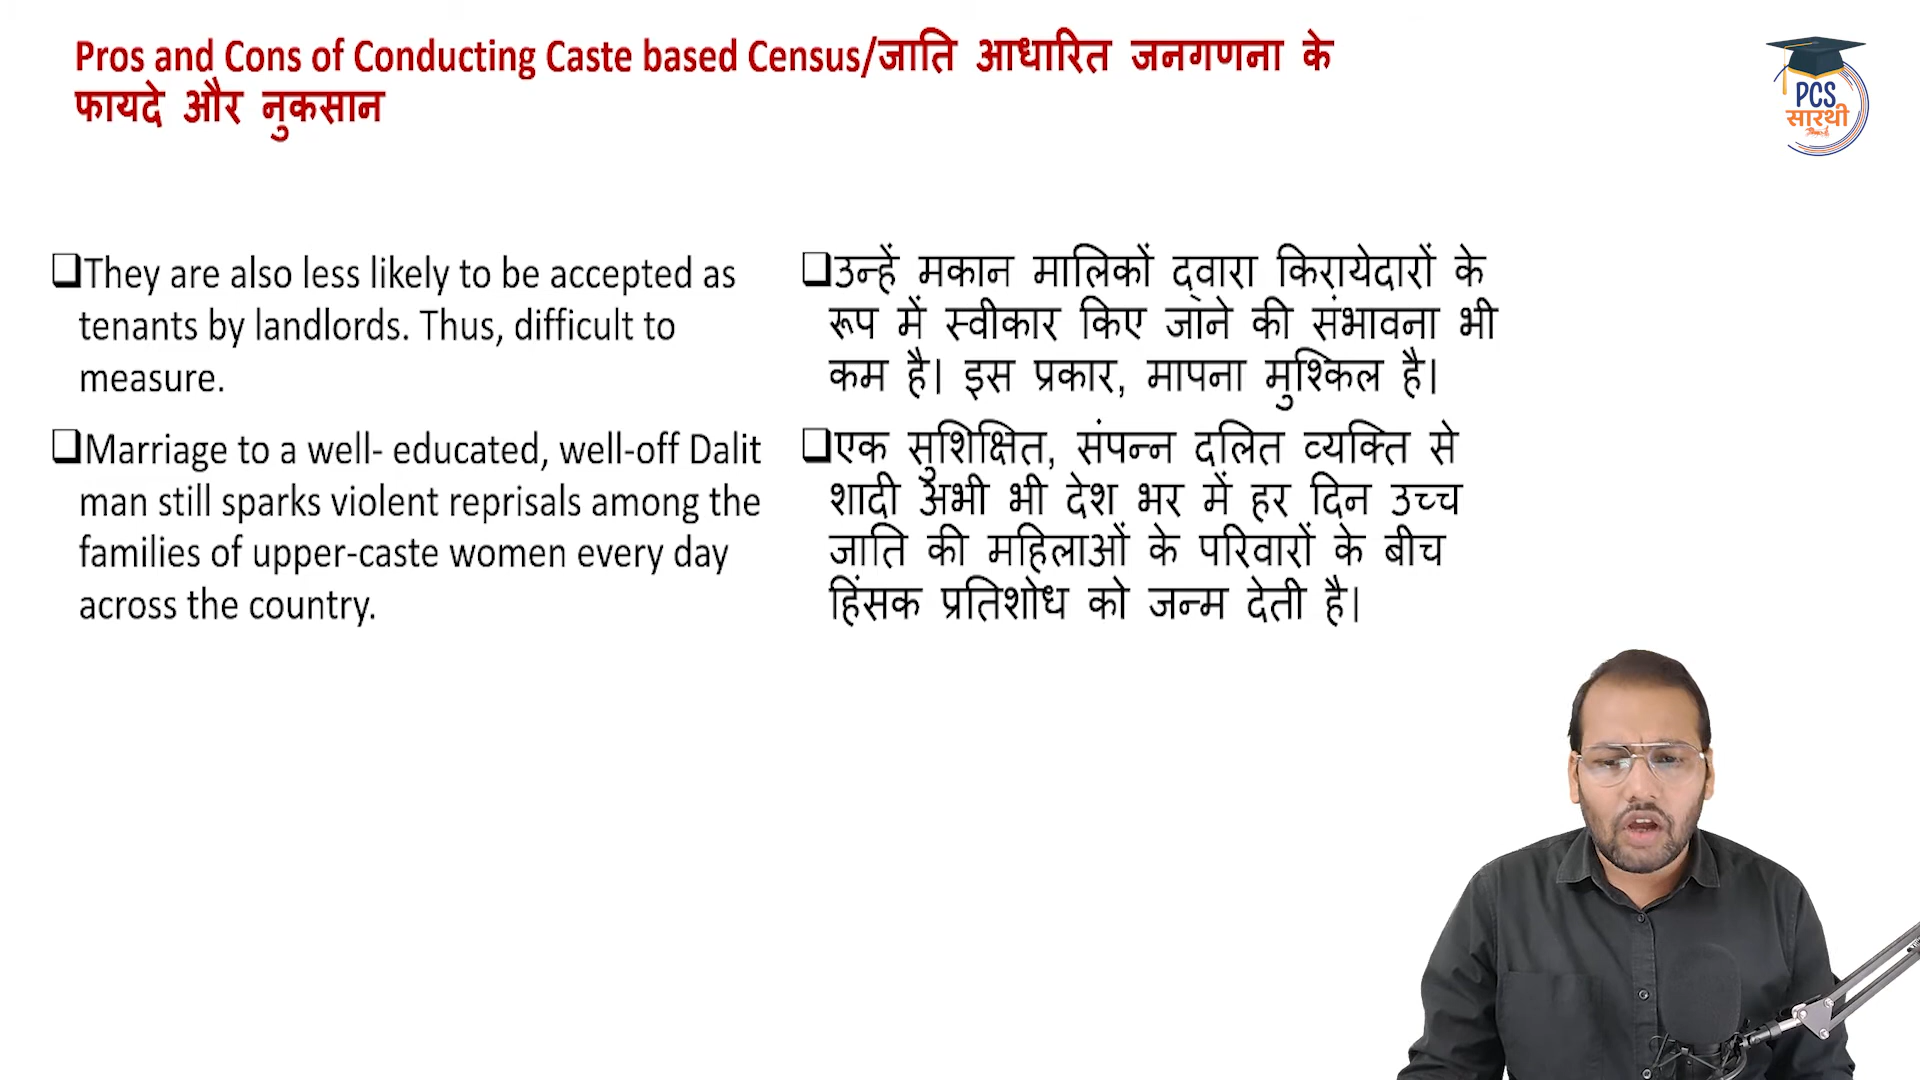 Pros and Cons of Conducting Caste based Census/जाति आधारित जनगणना के
फायदे और नुकसान
PCS
सारथी
They are also less likely to be accepted as
tenants by landlords. Thus, difficult to
measure.
Marriage to a well- educated, well-off Dalit
man still sparks violent reprisals among the
families of upper-caste women every day
across the country.
उन्हें मकान मालिकों द्वारा किरायेदारों के
रूप में स्वीकार किए जाने की संभावना भी
कम है। इस प्रकार, मापना मुश्किल है।
एक सुशिक्षित, संपन्न दलित व्यक्ति से
शादी अभी भी देश भर में हर दिन उच्च
जाति की महिलाओं के परिवारों के बीच
हिंसक प्रतिशोध को जन्म देती है।